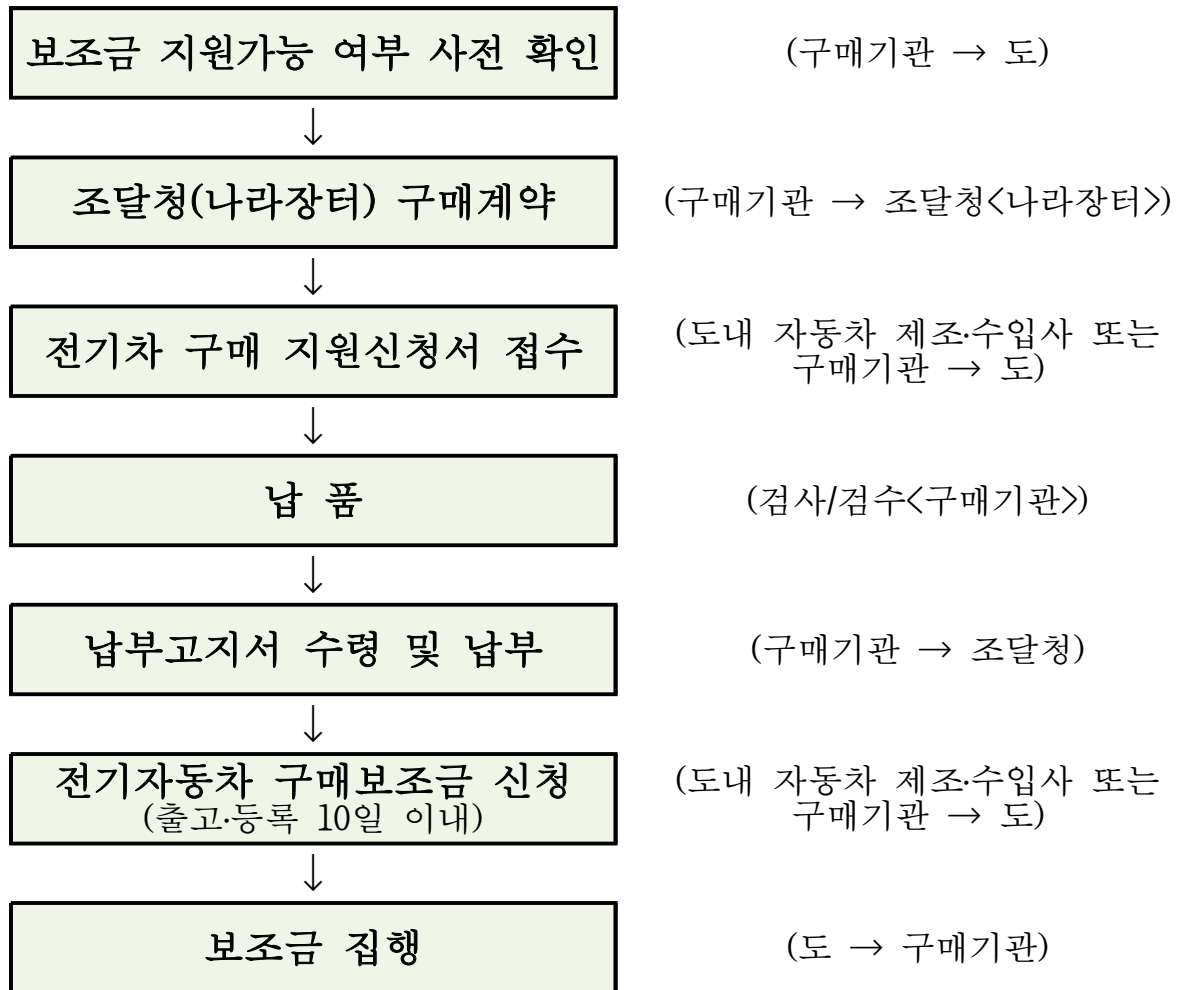 보조금 지원가능 여부 사전 확인 (구매기관 → 도)
↓
조달청(나라장터) 구매계약 (구매기관 → 조달청<나라장터>)
↓
전기차 구매 지원신청서 접수 (도내 자동차 제조·수입사 또는
구매기관 → 도)
↓
납 품 (검사/검수<구매기관>)
↓
납부고지서 수령 및 납부 (구매기관 → 조달청)
↓
전기자동차 구매보조금 신청 (도내 자동차 제조·수입사 또는
(출고·등록 10일 이내) 구매기관 → 도)
↓
보조금 집행 (도 → 구매기관)